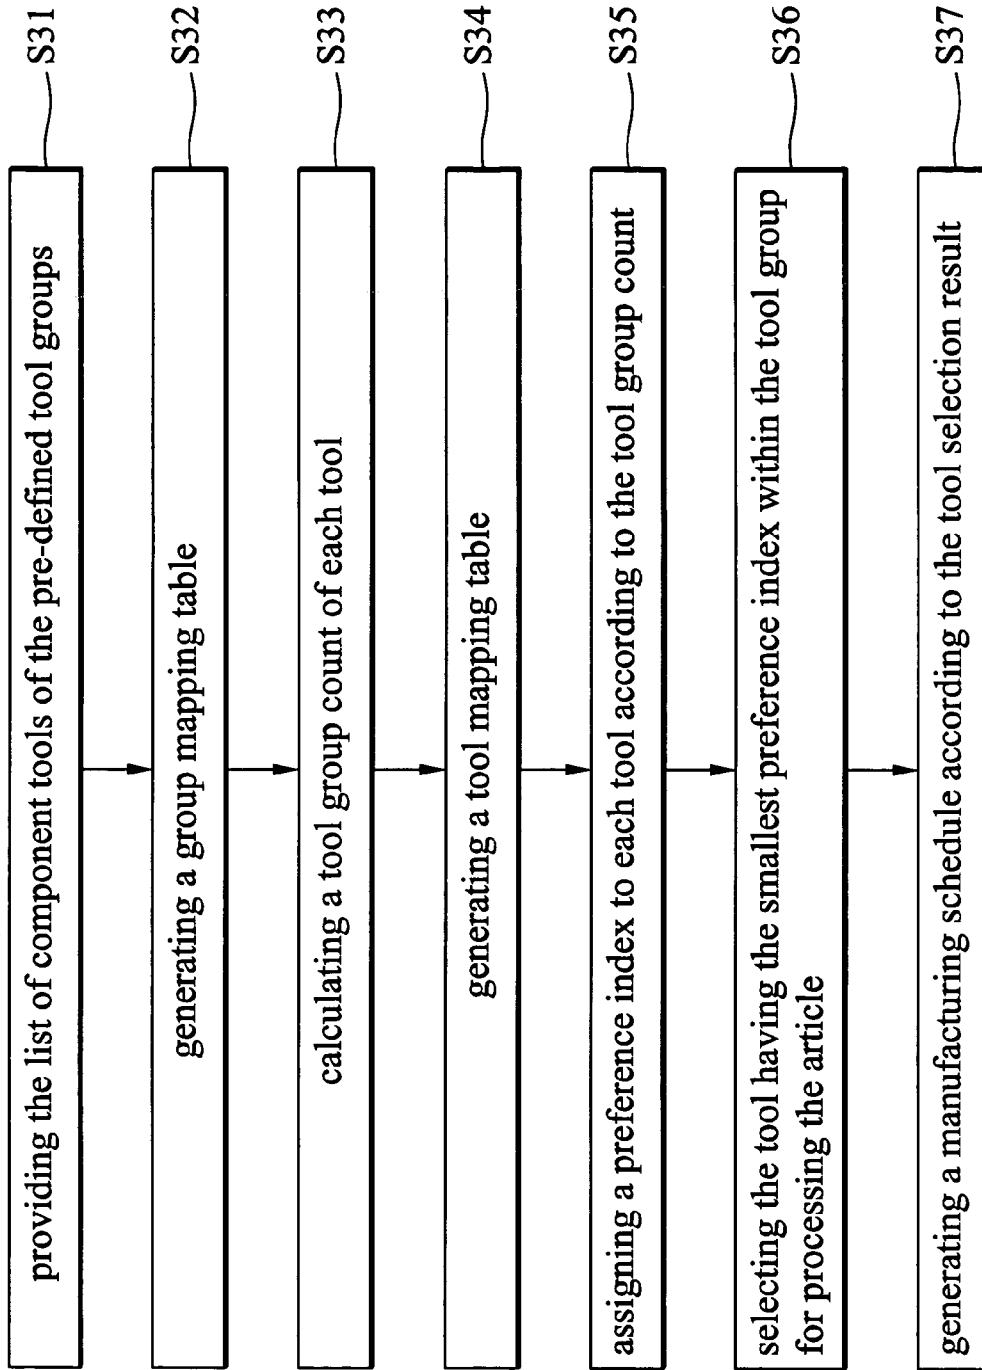 providing the list of component tools of the pre-defined tool groups
S31
generating a group mapping table
S32
calculating a tool group count of each tool
S33
generating a tool mapping table
S34
assigning a preference index to each tool according to the tool group count
S35
selecting the tool having the smallest preference index within the tool group
for processing the article
S36
generating a manufacturing schedule according to the tool selection result
S37